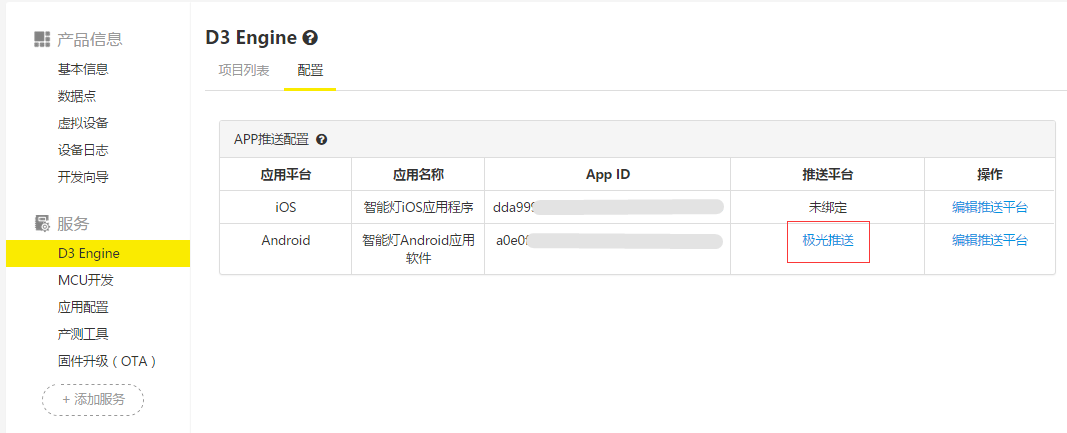 产品信息
基本信息
数据点
虚拟设备
设备日志
开发向导
服务
D3 Engine
MCU开发
应用配置
产测工具
固件升级（OTA）
+ 添加服务
D3 Engine ?
项目列表 配置
APP推送配置 ?
应用平台 应用名称 App ID 推送平台 操作
iOS 智能灯iOS应用程序 dda999 未绑定 编辑推送平台
Android 智能灯Android应用 a0e0 极光推送 编辑推送平台
软件